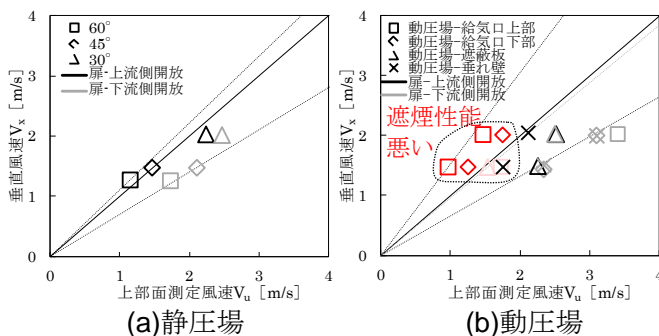 60°
45°
30°
扉-上流側開放
扉-下流側開放
垂直風速Vx [m/s]
4
3
2
1
0
0 1 2 3 4
上部面測定風速Vu [m/s]
(a)静圧場
動圧場-給気口上部
動圧場-給気口下部
動圧場-遮蔽板
動圧場-垂れ壁
扉-上流側開放
扉-下流側開放
遮煙性能
悪い
垂直風速Vx [m/s]
4
3
2
1
0
0 1 2 3 4
上部面測定風速Vu [m/s]
(b)動圧場